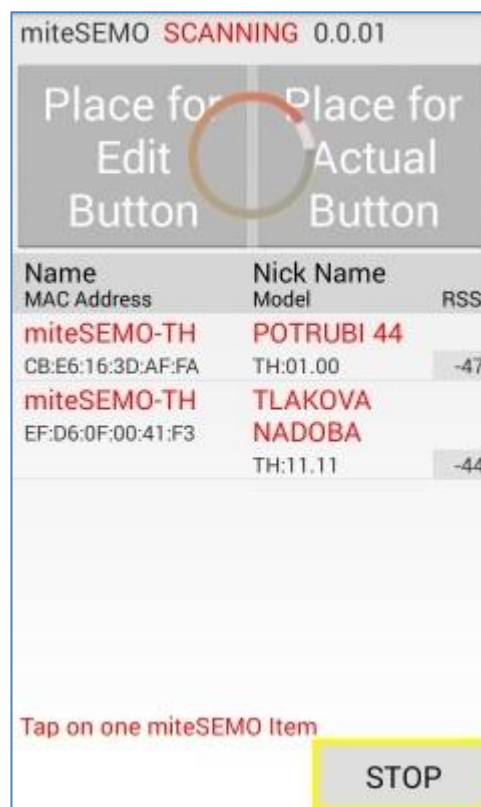 miteSEMO SCANNING 0.0.01
Place for Edit Button
Place for Actual Button
Name Nick Name
MAC Address Model RSS
miteSEMO-TH POTRUBI 44
CB:E6:16:3D:AF:FA TH:01.00 -47
miteSEMO-TH TLAKOVA
EF:D6:0F:00:41:F3 NADOBA
TH:11.11 -44
Tap on one miteSEMO Item
STOP